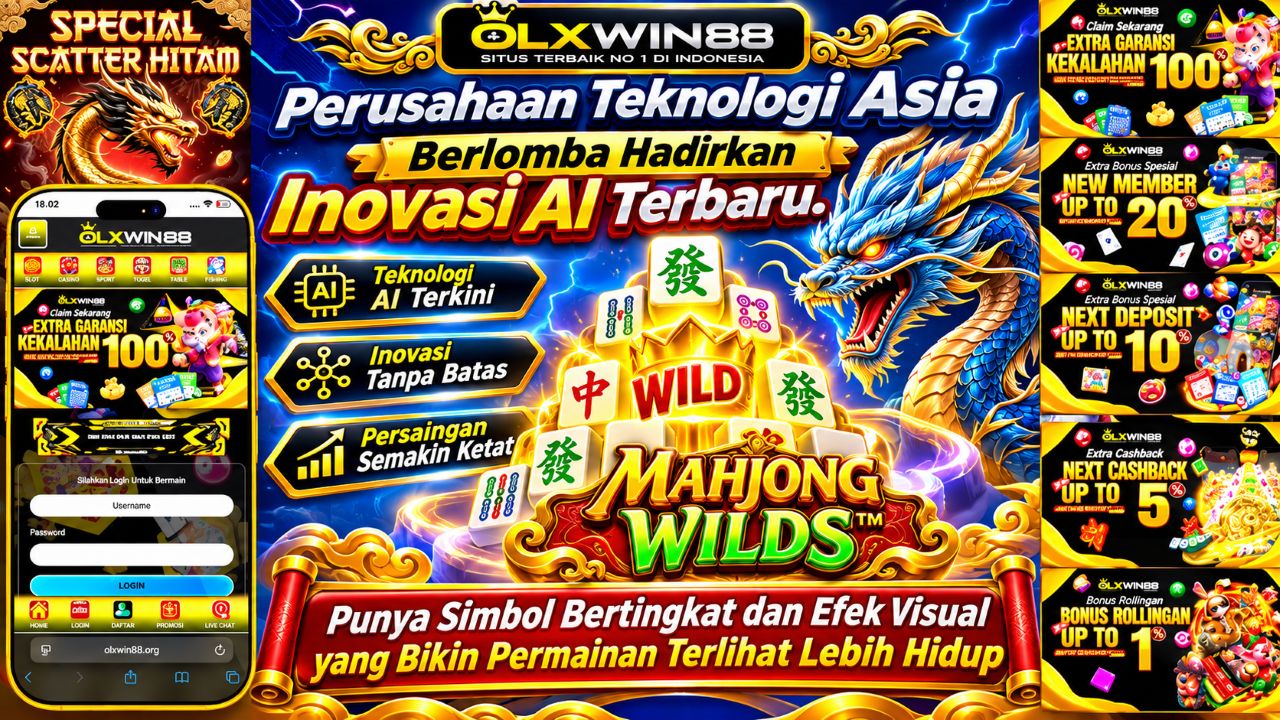 SPECIAL
SCATTER HITAM
18.02
OLXWIN88
SLOT
CASINO
SPORT
TOGEL
TABLE
FISHING
OLXWIN88
Claim Sekarang
EXTRA GARANSI
KEKALAHAN 100%
Silahkan Login Untuk Bermain
Username
Password
LOGIN
HOME
LOGIN
DAFTAR
PROMOSI
LIVE CHAT
olxwin88.org
OLXWIN88
SITUS TERBAIK NO 1 DI INDONESIA
Perusahaan Teknologi Asia
Berlomba Hadirkan
Inovasi AI Terbaru.
AI
Teknologi
AI Terkini
Inovasi
Tanpa Batas
Persaingan
Semakin Ketat
發
中
WILD
發
發
MAHJONG
WILDS™
Punya Simbol Bertingkat dan Efek Visual
yang Bikin Permainan Terlihat Lebih Hidup
OLXWIN88
Claim Sekarang
EXTRA GARANSI
KEKALAHAN 100%
OLXWIN88
Extra Bonus Spesial
NEW MEMBER
UP TO 20%
OLXWIN88
Extra Bonus Spesial
NEXT DEPOSIT
UP TO 10%
OLXWIN88
Extra Cashback
NEXT CASHBACK
UP TO 5%
OLXWIN88
Bonus Rollingan
BONUS ROLLINGAN
UP TO 1%